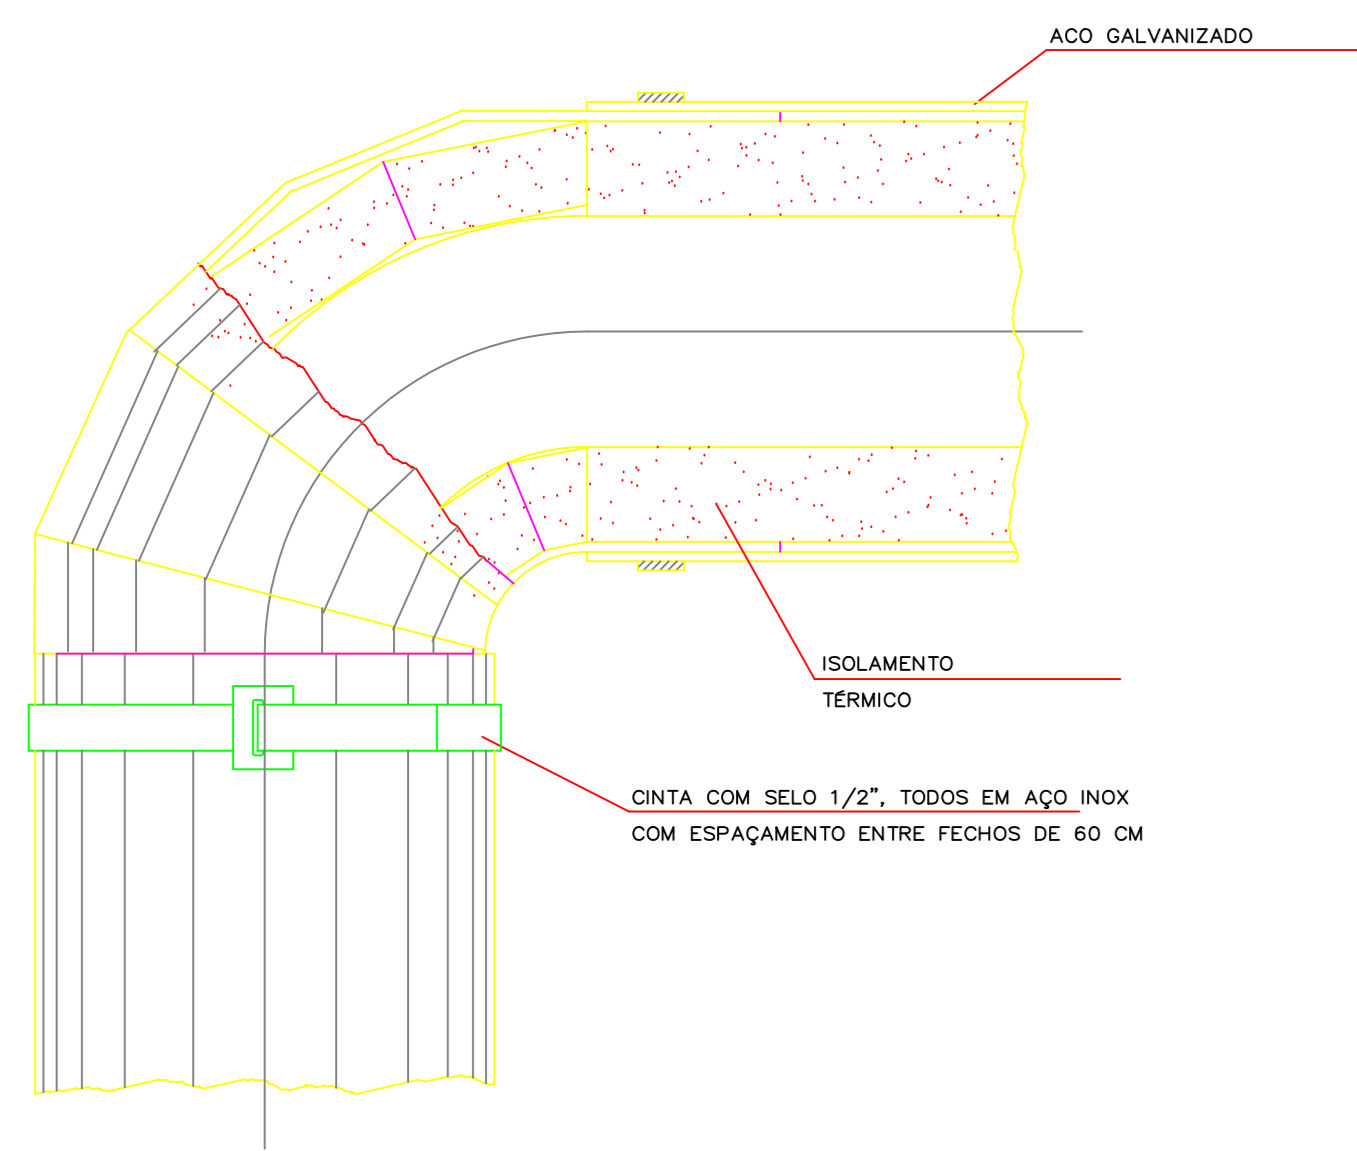 ACO GALVANIZADO
ISOLAMENTO
TÉRMICO
CINTA COM SELO 1/2", TODOS EM AÇO INOX
COM ESPAÇAMENTO ENTRE FECHOS DE 60 CM